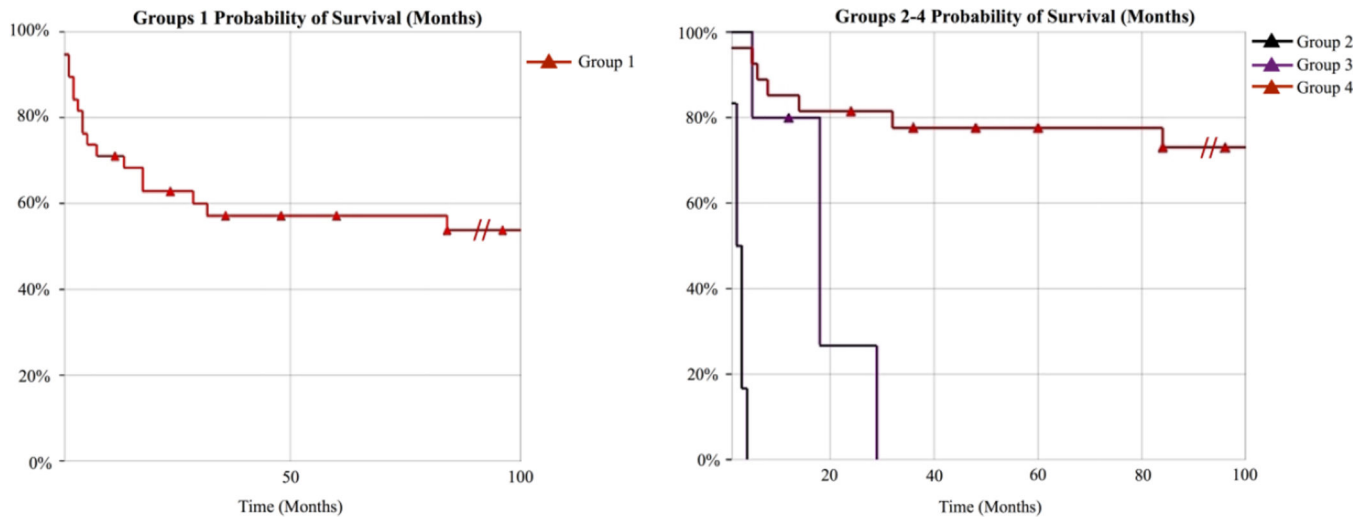 Groups 1 Probability of Survival (Months)
100%
80%
60%
40%
20%
0%
50
100
Time (Months)
Group 1
Groups 2-4 Probability of Survival (Months)
100%
80%
60%
40%
20%
0%
20
40
60
80
100
Time (Months)
Group 2
Group 3
Group 4